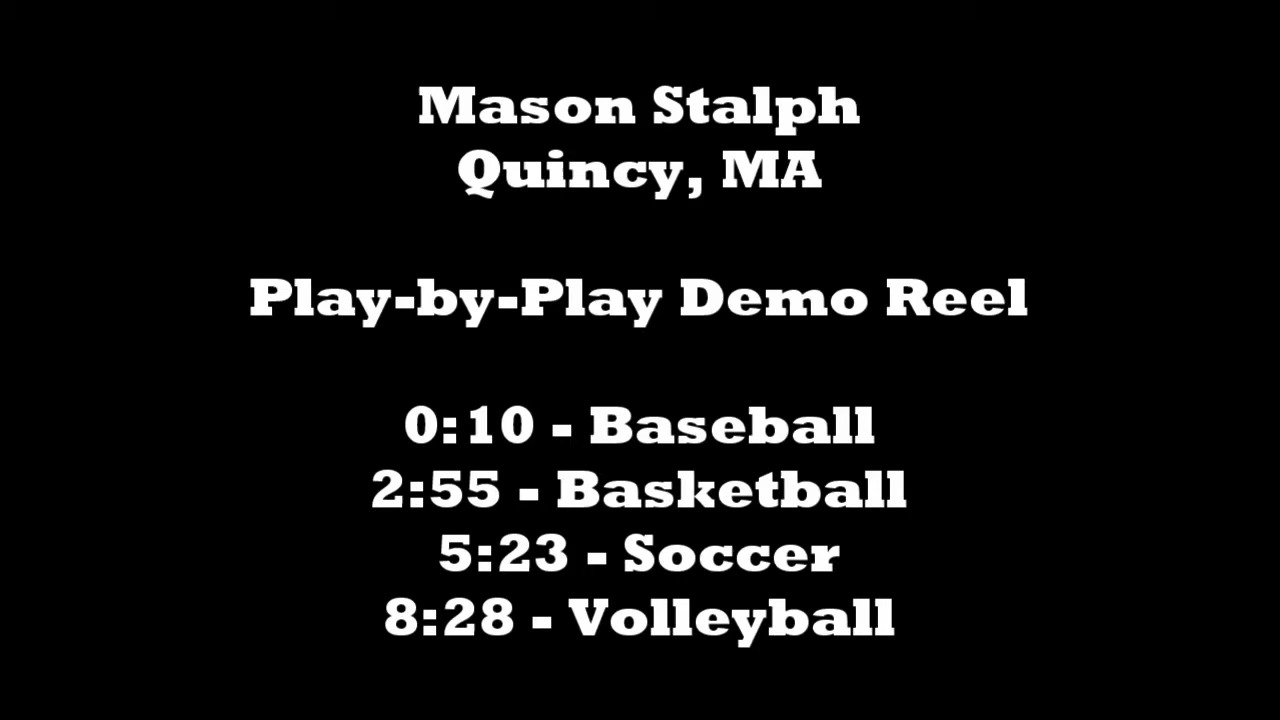 Mason Stalph
Quincy, MA
Play-by-Play Demo Reel
0:10 - Baseball
2:55 - Basketball
5:23 - Soccer
8:28 - Volleyball